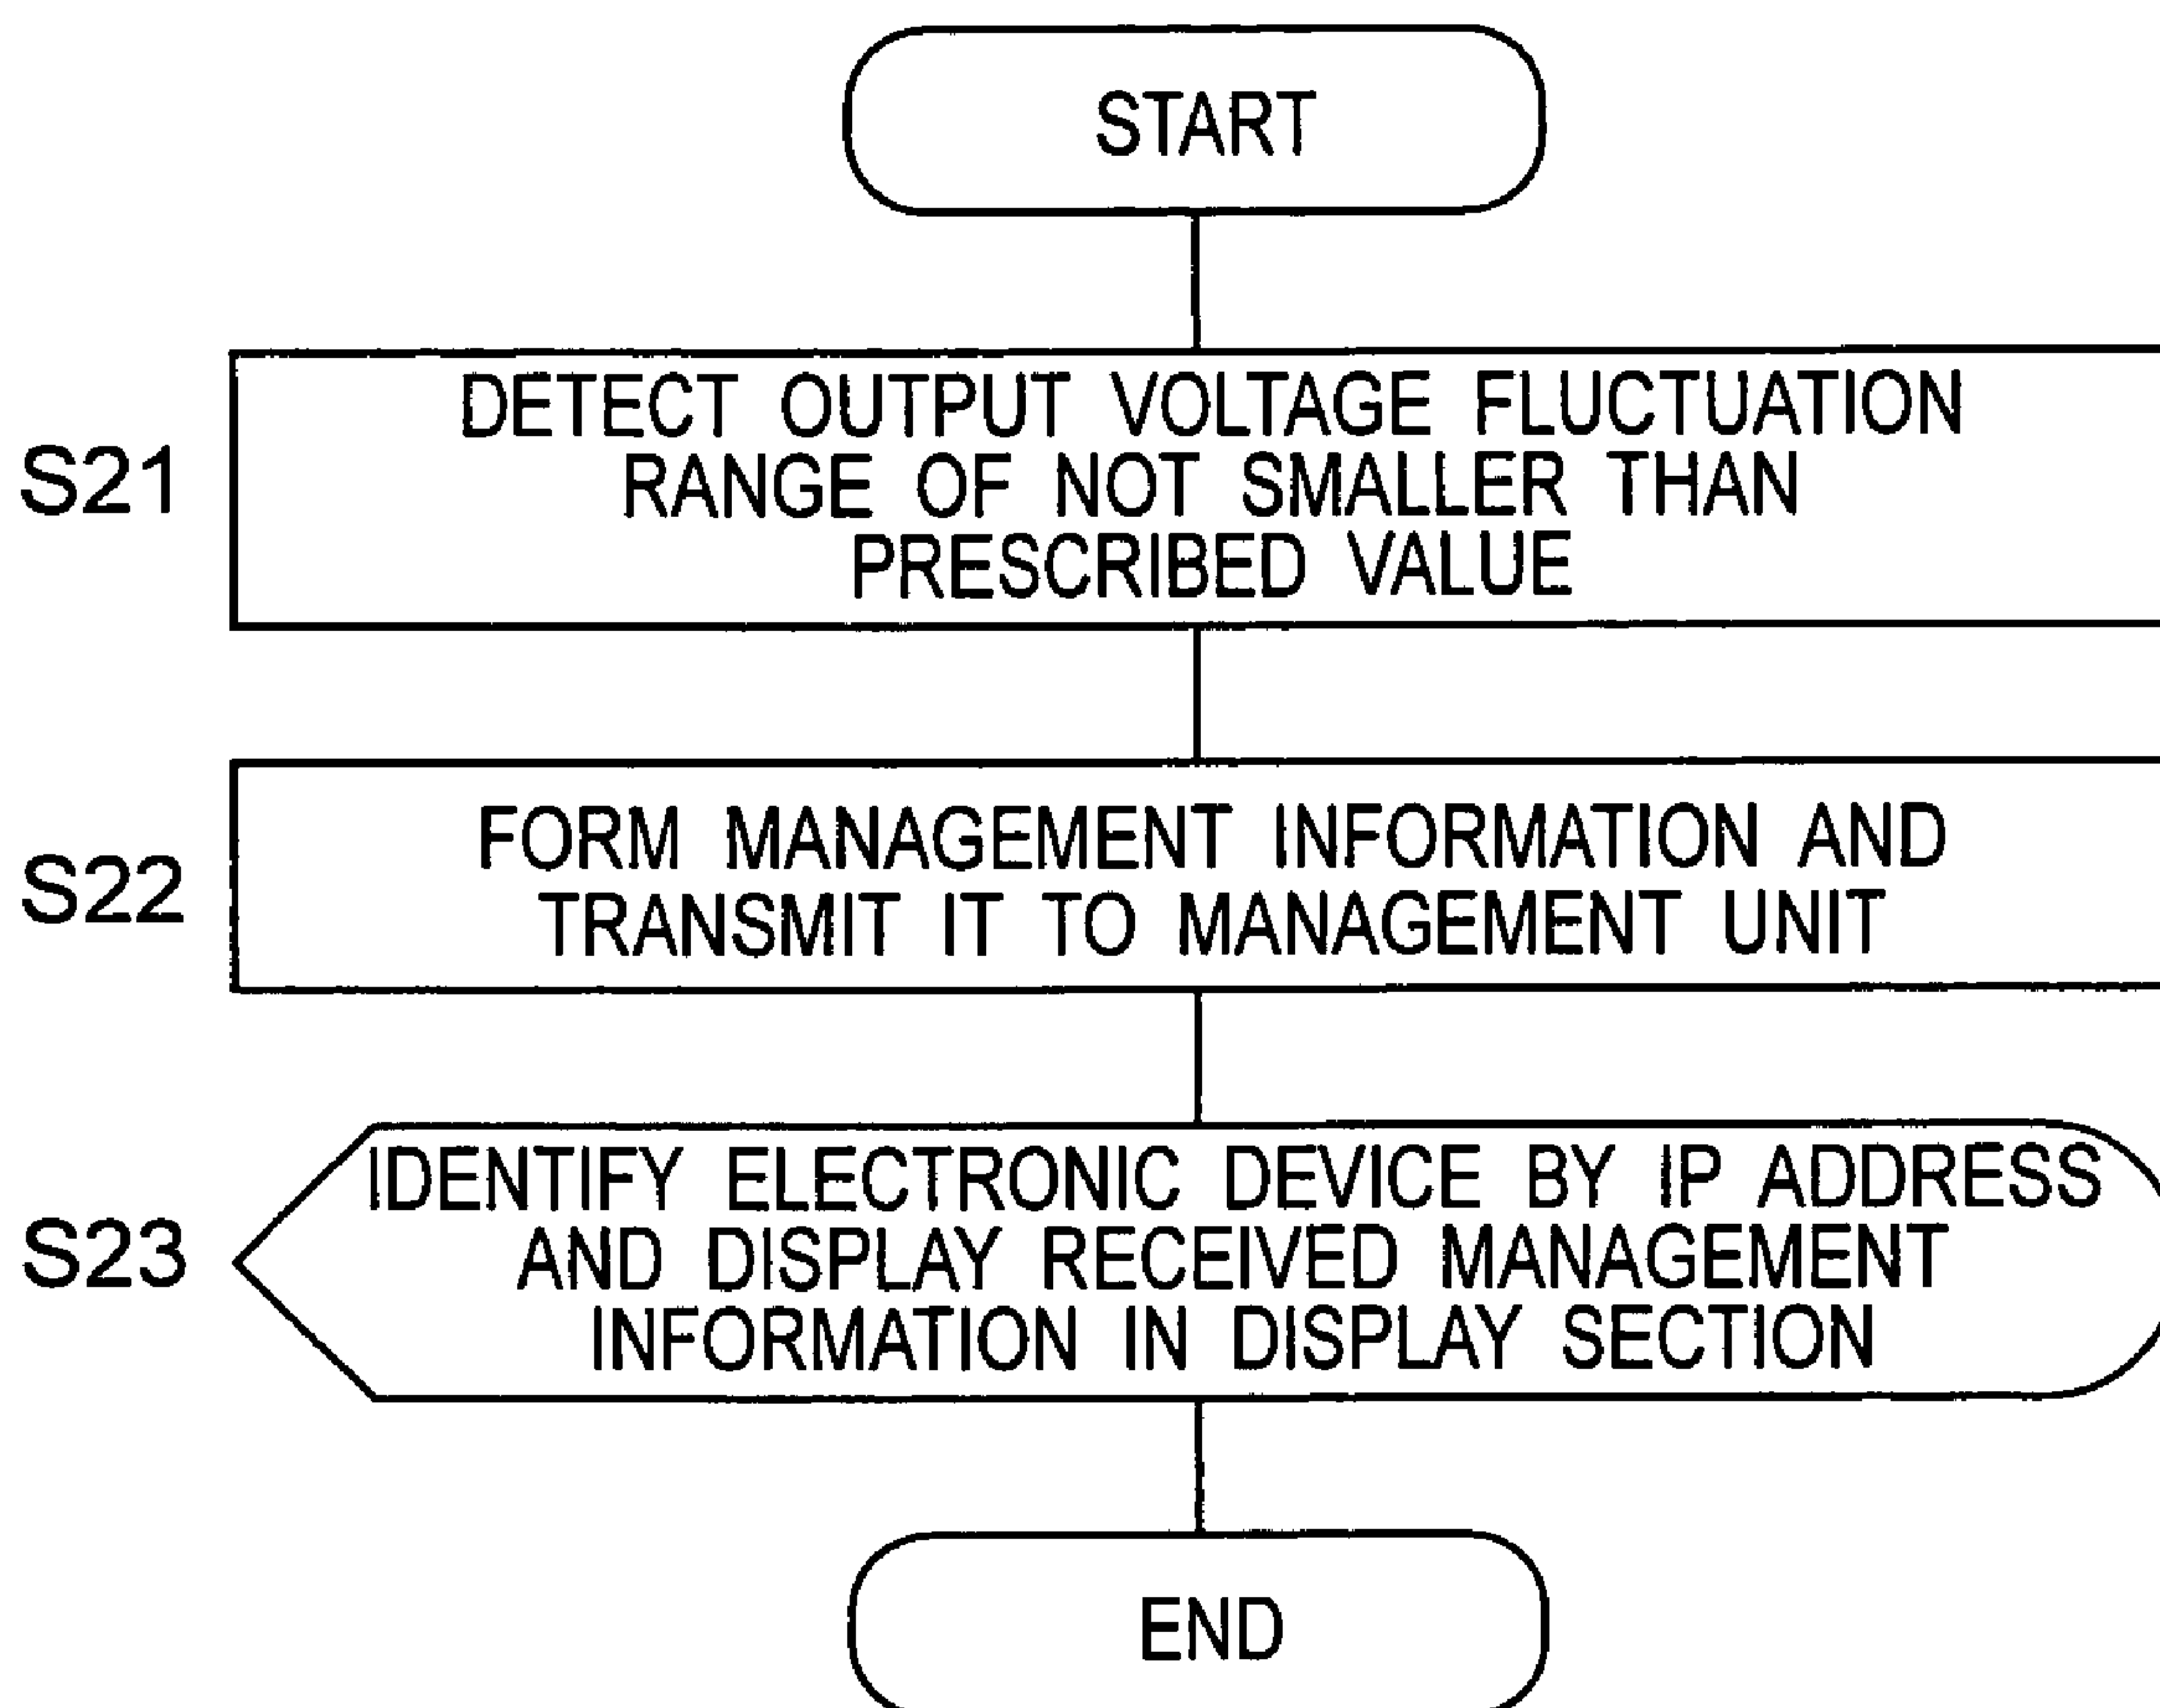 START
S21
DETECT OUTPUT VOLTAGE FLUCTUATION
RANGE OF NOT SMALLER THAN
PRESCRIBED VALUE
S22
FORM MANAGEMENT INFORMATION AND
TRANSMIT IT TO MANAGEMENT UNIT
S23
IDENTIFY ELECTRONIC DEVICE BY IP ADDRESS
AND DISPLAY RECEIVED MANAGEMENT
INFORMATION IN DISPLAY SECTION
END